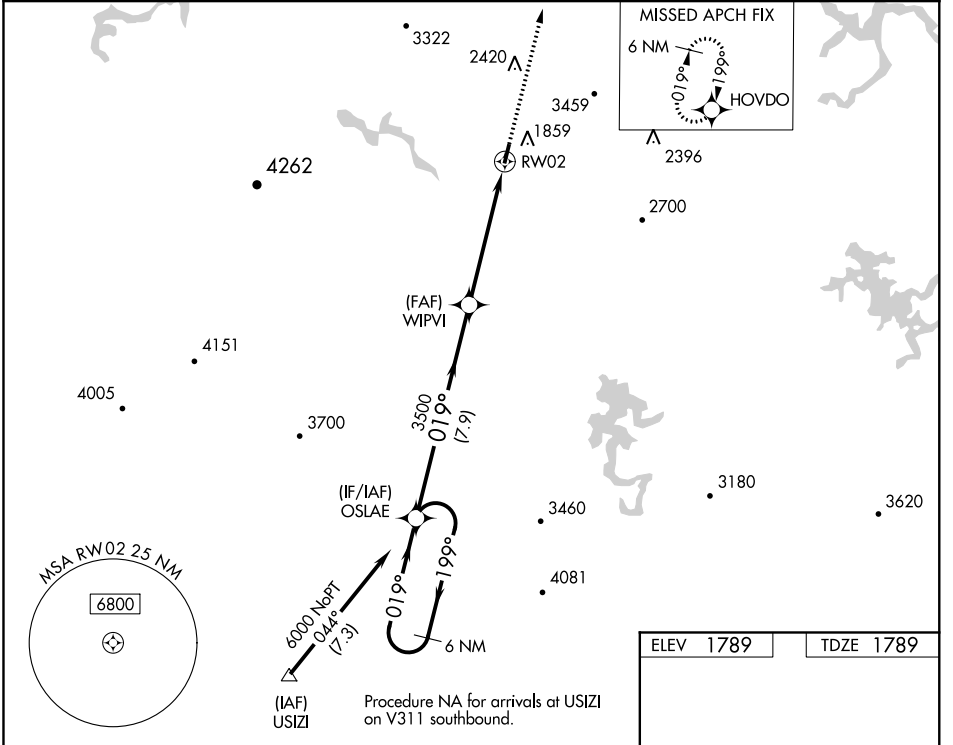 MISSED APCH FIX
6 NM
019°
199°
HOVDO
3322
2420
3459
1859
RW02
2396
4262
2700
(FAF)
WIPVI
4151
4005
3700
3500
019°
(7.9)
(IF/IAF)
OSLAE
3460
3180
3620
4081
MSA RW02 25 NM
6800
6000 NoPT
044°
(7.3)
019°
199°
6 NM
(IAF)
USIZI
Procedure NA for arrivals at USIZI
on V311 southbound.
ELEV 1789
TDZE 1789